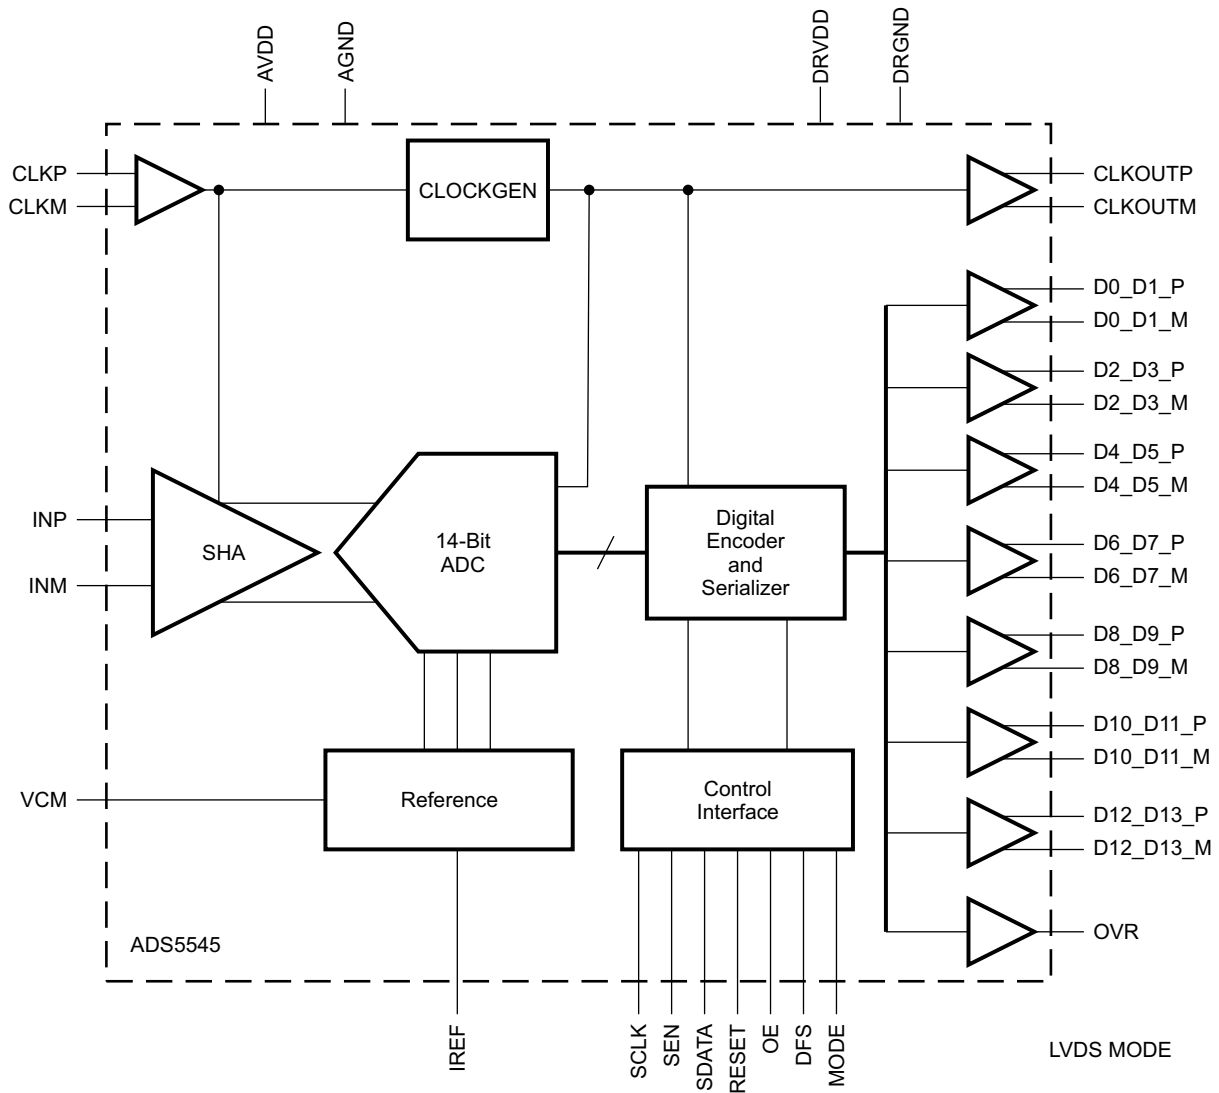 AVDD
AGND
DRVDD
DRGND
CLKP
CLKM
CLOCKGEN
CLKOUTP
CLKOUTM
D0_D1_P
D0_D1_M
D2_D3_P
D2_D3_M
D4_D5_P
D4_D5_M
INP
INM
SHA
14-Bit
ADC
Digital
Encoder
and
Serializer
D6_D7_P
D6_D7_M
D8_D9_P
D8_D9_M
D10_D11_P
D10_D11_M
VCM
Reference
Control
Interface
D12_D13_P
D12_D13_M
OVR
ADS5545
IREF
SCLK
SEN
SDATA
RESET
OE
DFS
MODE
LVDS MODE